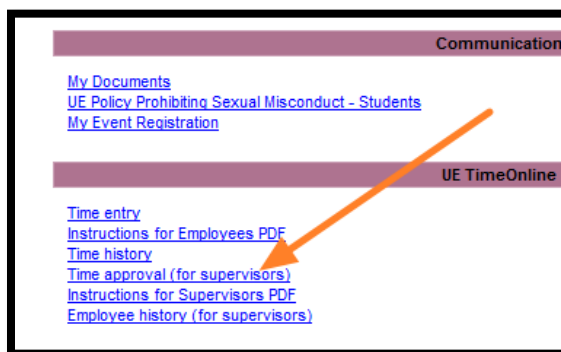 Communication
My Documents
UE Policy Prohibiting Sexual Misconduct - Students
My Event Registration
UE TimeOnline
Time entry
Instructions for Employees PDF
Time history
Time approval (for supervisors)
Instructions for Supervisors PDF
Employee history (for supervisors)